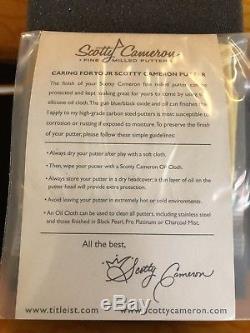 Scotty Cameron
FINE MILLED PUTTERS
CARING FOR YOUR SCOTTY CAMERON PUTTER
The finish of your Scotty Cameron fine milled putter can be
protected and kept looking great for years to come by using a
silicone oil cloth. The gun blue/black oxide and oil can finishes the
I apply to my high-grade carbon steel putters is most susceptible to
corrosion or rusting if exposed to moisture. To preserve the finish
of your putter, please follow these simple guidelines:
• Always dry your putter after play with a soft cloth.
• Then, wipe your putter with a Scotty Cameron Oil Cloth.
• Always store your putter in a dry headcover; a thin layer of oil on the
putter head will provide extra protection.
• Avoid leaving your putter in extremely hot or cold environments.
• An Oil Cloth can be used to clean all putters, including stainless steel
and those finished in Black Pearl, Pro Platinum or Charcoal Mist.
All the best,
Scotty Cameron
www.titleist.com
www.scottycameron.com